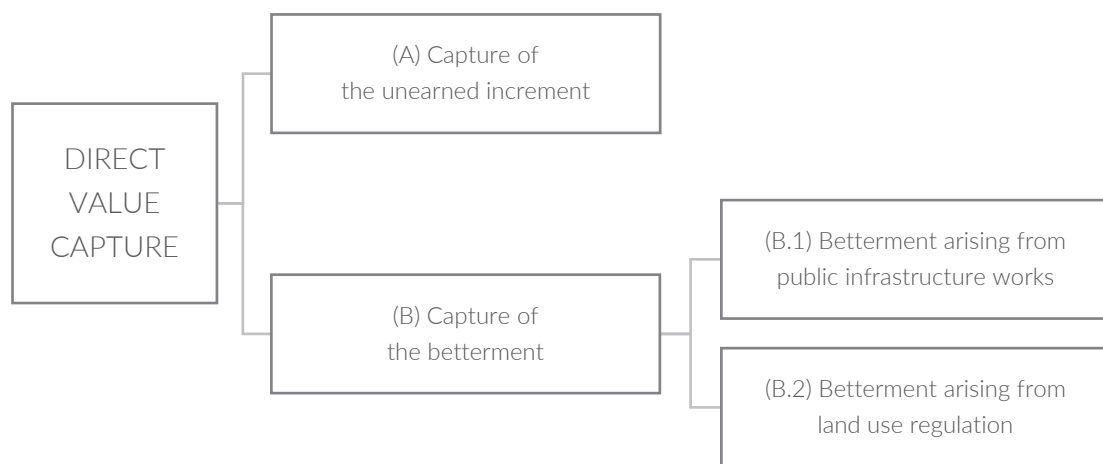 DIRECT
VALUE
CAPTURE
(A) Capture of
the unearned increment
(B) Capture of
the betterment
(B.1) Betterment arising from
public infrastructure works
(B.2) Betterment arising from
land use regulation